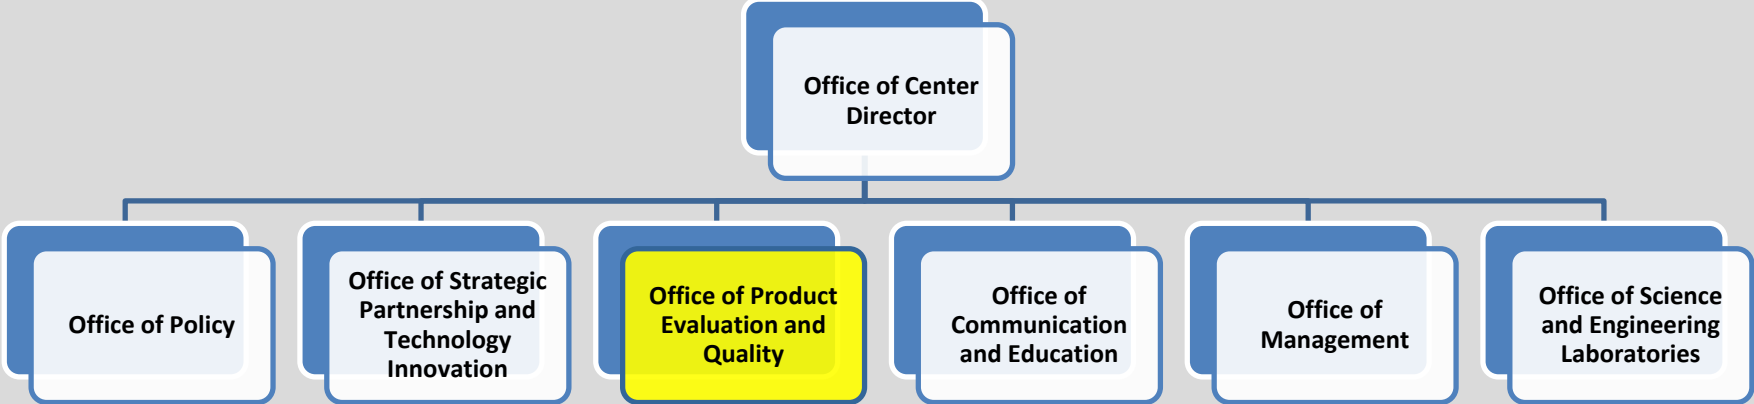 Office of Center
Director
Office of Policy
Office of Strategic
Partnership and
Technology
Innovation
Office of Product
Evaluation and
Quality
Office of
Communication
and Education
Office of
Management
Office of Science
and Engineering
Laboratories